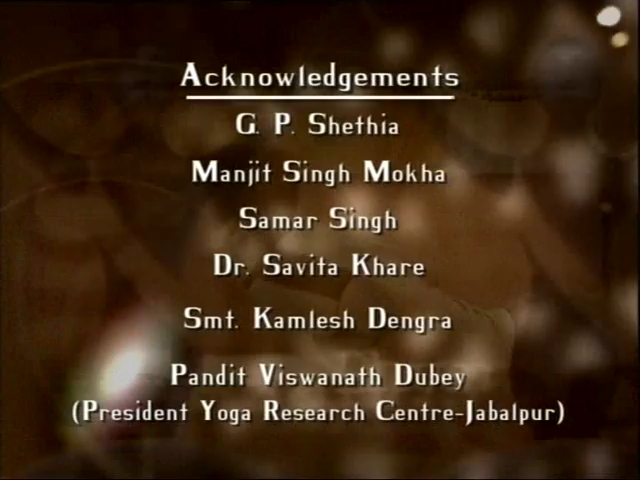 Acknowledgements
G. P. Shethia
Manjit Singh Mokha
Samar Singh
Dr. Savita Khare
Smt. Kamlesh Dengra
Pandit Viswanath Dubey
(President Yoga Research Centre-Jabalpur)